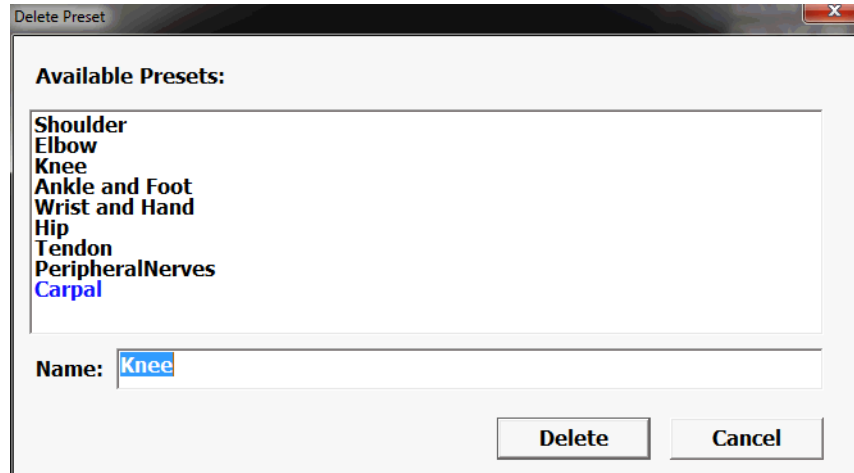 Delete Preset
Available Presets:
Shoulder
Elbow
Knee
Ankle and Foot
Wrist and Hand
Hip
Tendon
PeripheralNerves
Carpal
Name: Knee
Delete Cancel